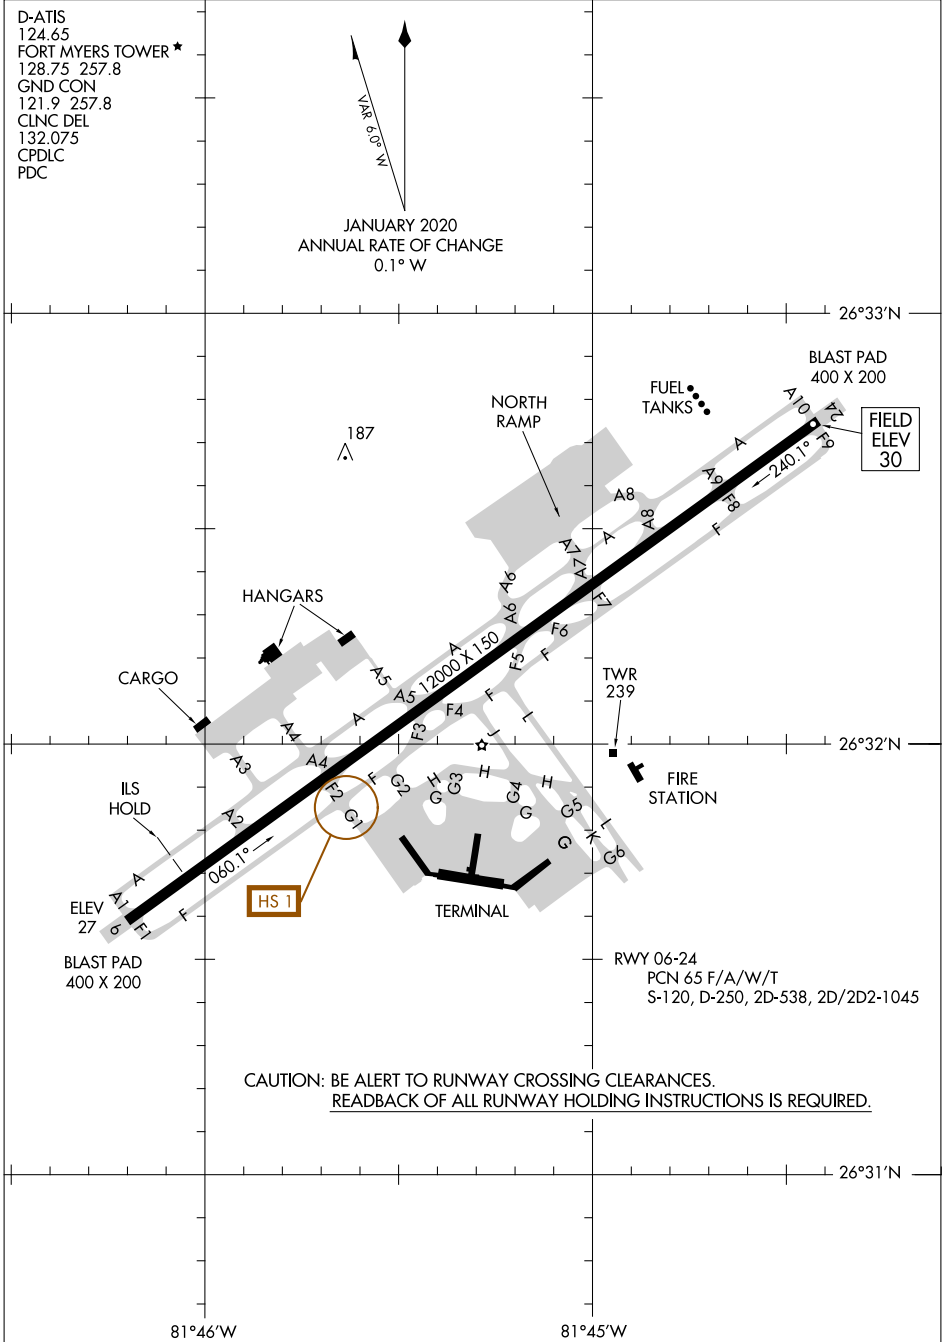 D-ATIS
124.65
FORT MYERS TOWER★
128.75 257.8
GND CON
121.9 257.8
CLNC DEL
132.075
CPDLC
PDC
VAR 6.0° W
JANUARY 2020
ANNUAL RATE OF CHANGE
0.1° W
26°33'N
BLAST PAD
400 X 200
FUEL
TANKS
NORTH
RAMP
187
A10
24
F9
FIELD
ELEV
30
A
240.1°
A9
F8
A8
A8
F
A
A7
A7
A6
A6
F7
F6
F5
F
HANGARS
A
12000 X 150
A5
A5
F
F4
F3
L
J
TWR
239
CARGO
A
A4
A4
A3
26°32'N
FIRE
STATION
ILS
HOLD
F
F2
G1
G2
H
G
G3
H
G4
G
H
G5
G
K
L
G6
A2
060.1°
A
A1
ELEV
27
6
F1
F
HS 1
TERMINAL
BLAST PAD
400 X 200
RWY 06-24
PCN 65 F/A/W/T
S-120, D-250, 2D-538, 2D/2D2-1045
CAUTION: BE ALERT TO RUNWAY CROSSING CLEARANCES.
READBACK OF ALL RUNWAY HOLDING INSTRUCTIONS IS REQUIRED.
26°31'N
81°46'W
81°45'W